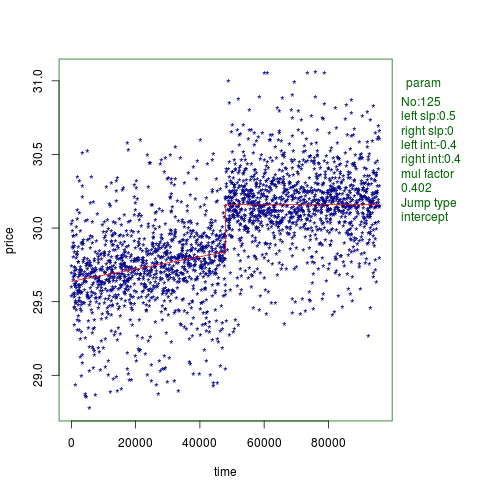 param
No:125
left slp:0.5
right slp:0
left int:-0.4
right int:0.4
mul factor
0.402
Jump type
intercept
price
31.0
30.5
30.0
29.5
29.0
0
20000
40000
60000
80000
time